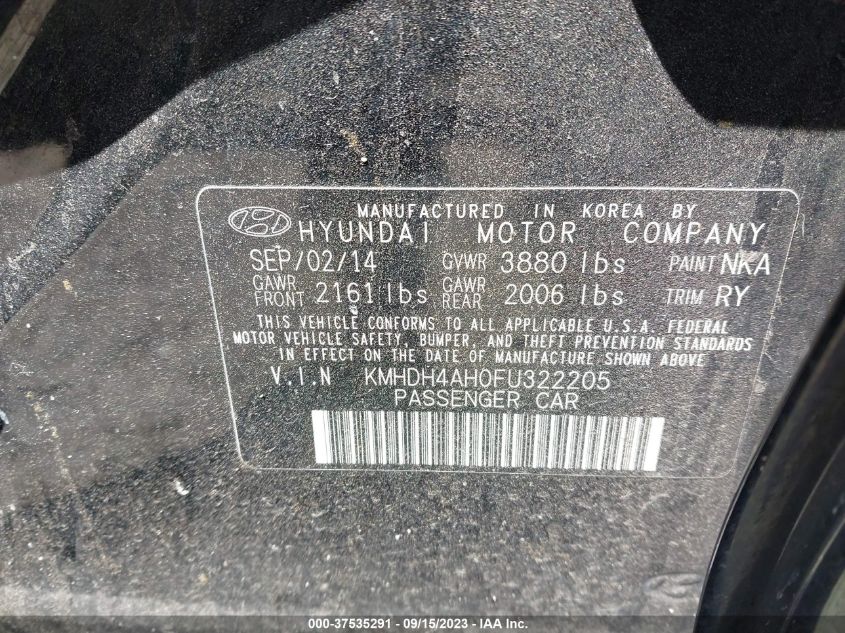 MANUFACTURED IN KOREA BY
HYUNDAI MOTOR COMPANY
SEP/02/14 GVWR 3880 lbs PAINT NKA
GAWR FRONT 2161 lbs GAWR REAR 2006 lbs TRIM RY
THIS VEHICLE CONFORMS TO ALL APPLICABLE U.S.A. FEDERAL
MOTOR VEHICLE SAFETY, BUMPER, AND THEFT PREVENTION STANDARDS
IN EFFECT ON THE DATE OF MANUFACTURE SHOWN ABOVE
V.I.N KMHDH4AH0FU322205
PASSENGER CAR
000-37535291 - 09/15/2023 - IAA Inc.